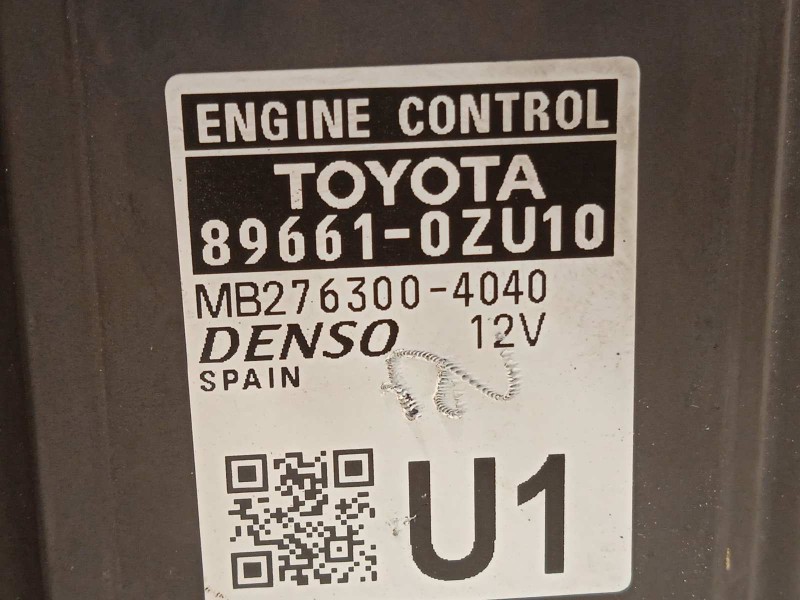 ENGINE CONTROL
TOYOTA
89661-0ZU10
MB276300-4040
DENSO 12V
SPAIN
U1